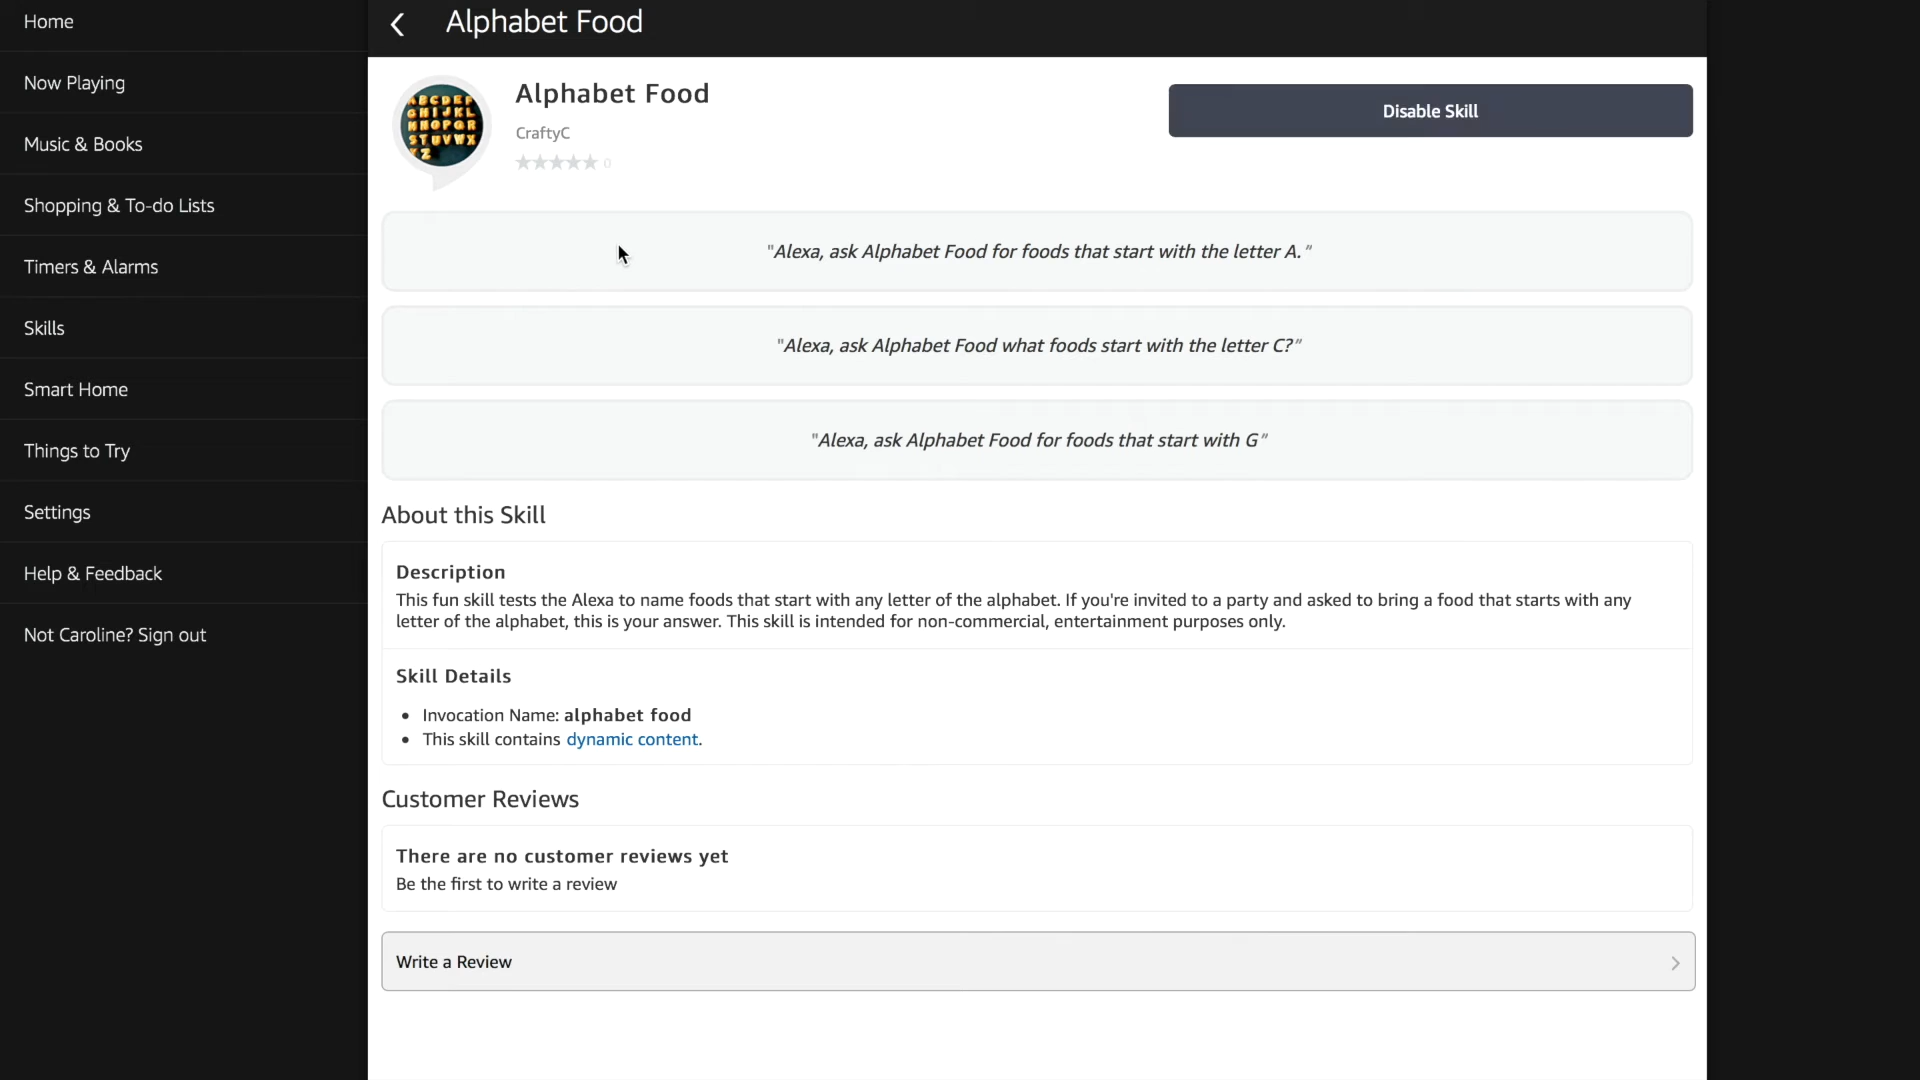 Home
Now Playing
Music & Books
Shopping & To-do Lists
Timers & Alarms
Skills
Smart Home
Things to Try
Settings
Help & Feedback
Not Caroline? Sign out
Alphabet Food
Alphabet Food
CraftyC
0
Disable Skill
"Alexa, ask Alphabet Food for foods that start with the letter A."
"Alexa, ask Alphabet Food what foods start with the letter C?"
"Alexa, ask Alphabet Food for foods that start with G"
About this Skill
Description
This fun skill tests the Alexa to name foods that start with any letter of the alphabet. If you're invited to a party and asked to bring a food that starts with any
letter of the alphabet, this is your answer. This skill is intended for non-commercial, entertainment purposes only.
Skill Details
• Invocation Name: alphabet food
• This skill contains dynamic content.
Customer Reviews
There are no customer reviews yet
Be the first to write a review
Write a Review